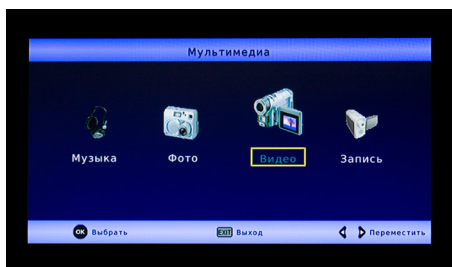 Мультимедиа
Музыка Фото Видео Запись
OK Выбрать EXIT Выход Переместить